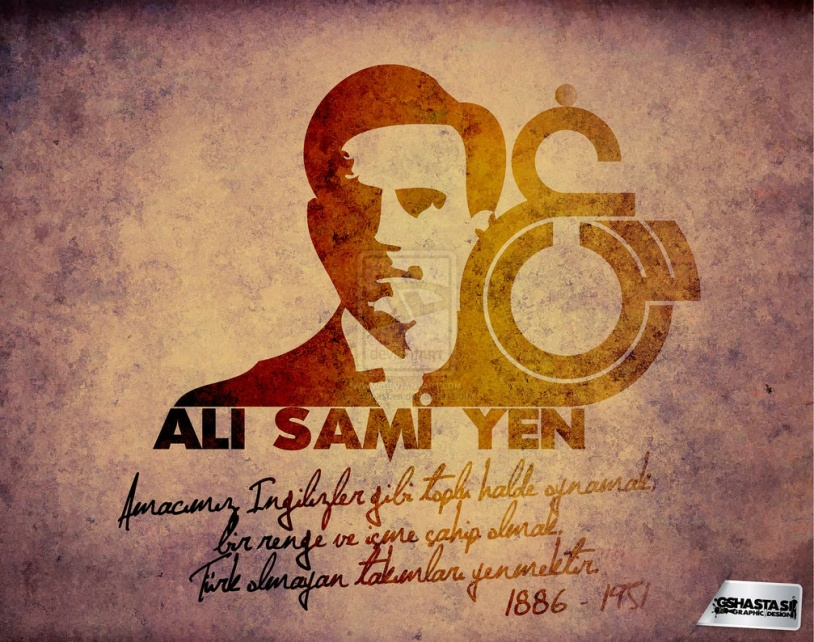 ALI SAMİ YEN
Amacımız İngilizler gibi toplu halde oynamak,
bir renge ve isme sahip olmak,
Türk olmayan takımları yenmektir.
1886 - 1951
GSHASTASI
GRAPHIC DESIGN